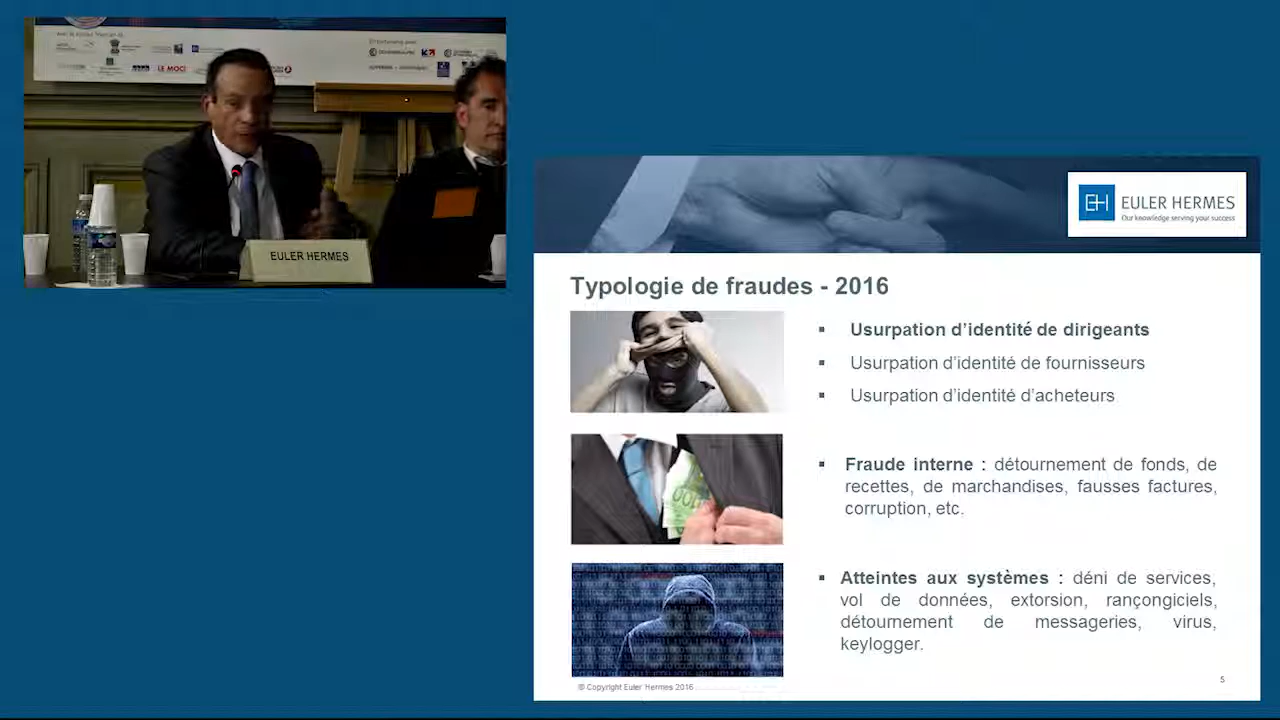 LE MOCI
EULER HERMES
EULER HERMES
Our knowledge serving your success
Typologie de fraudes - 2016
▪ Usurpation d’identité de dirigeants
▪ Usurpation d’identité de fournisseurs
▪ Usurpation d’identité d’acheteurs
▪ Fraude interne : détournement de fonds, de
recettes, de marchandises, fausses factures,
corruption, etc.
▪ Atteintes aux systèmes : déni de services,
vol de données, extorsion, rançongiciels,
détournement de messageries, virus,
keylogger.
© Copyright Euler Hermes 2016
5